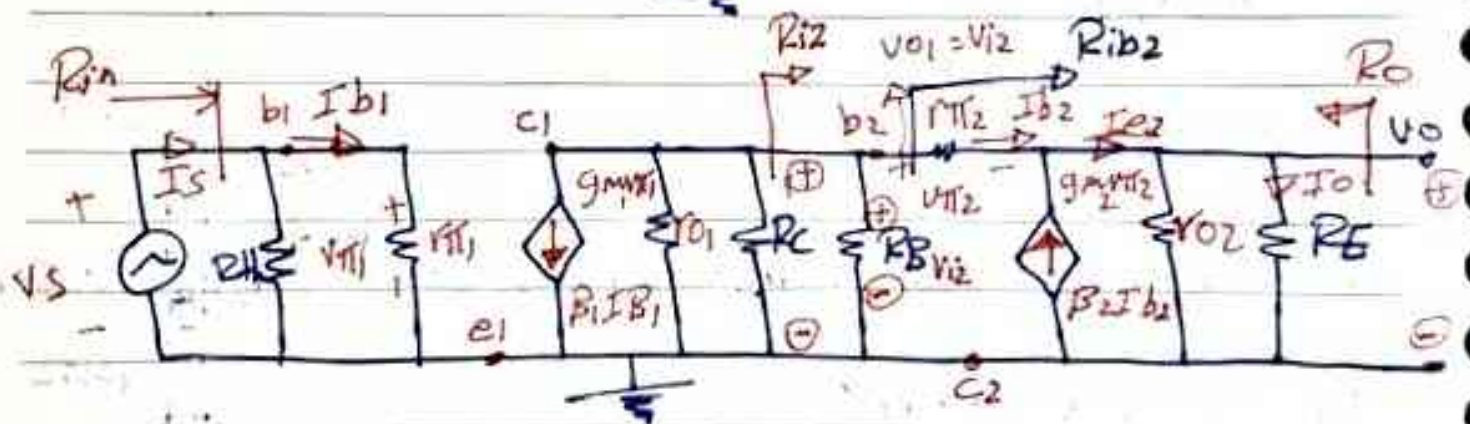 Ri2 vo1 = vi2 Rib2
Rin Ro
b1 Ib1 c1 b2 rπ2 Ib2 Ie2 vo
Is gm1vπ1 + + - gm2vπ2 Io +
+ + vπ2
vs vπ1 rπ1 ro1 RC + RB vi2 ro2 RE
- - β1IB1 - β2Ib2
e1 - -
c2